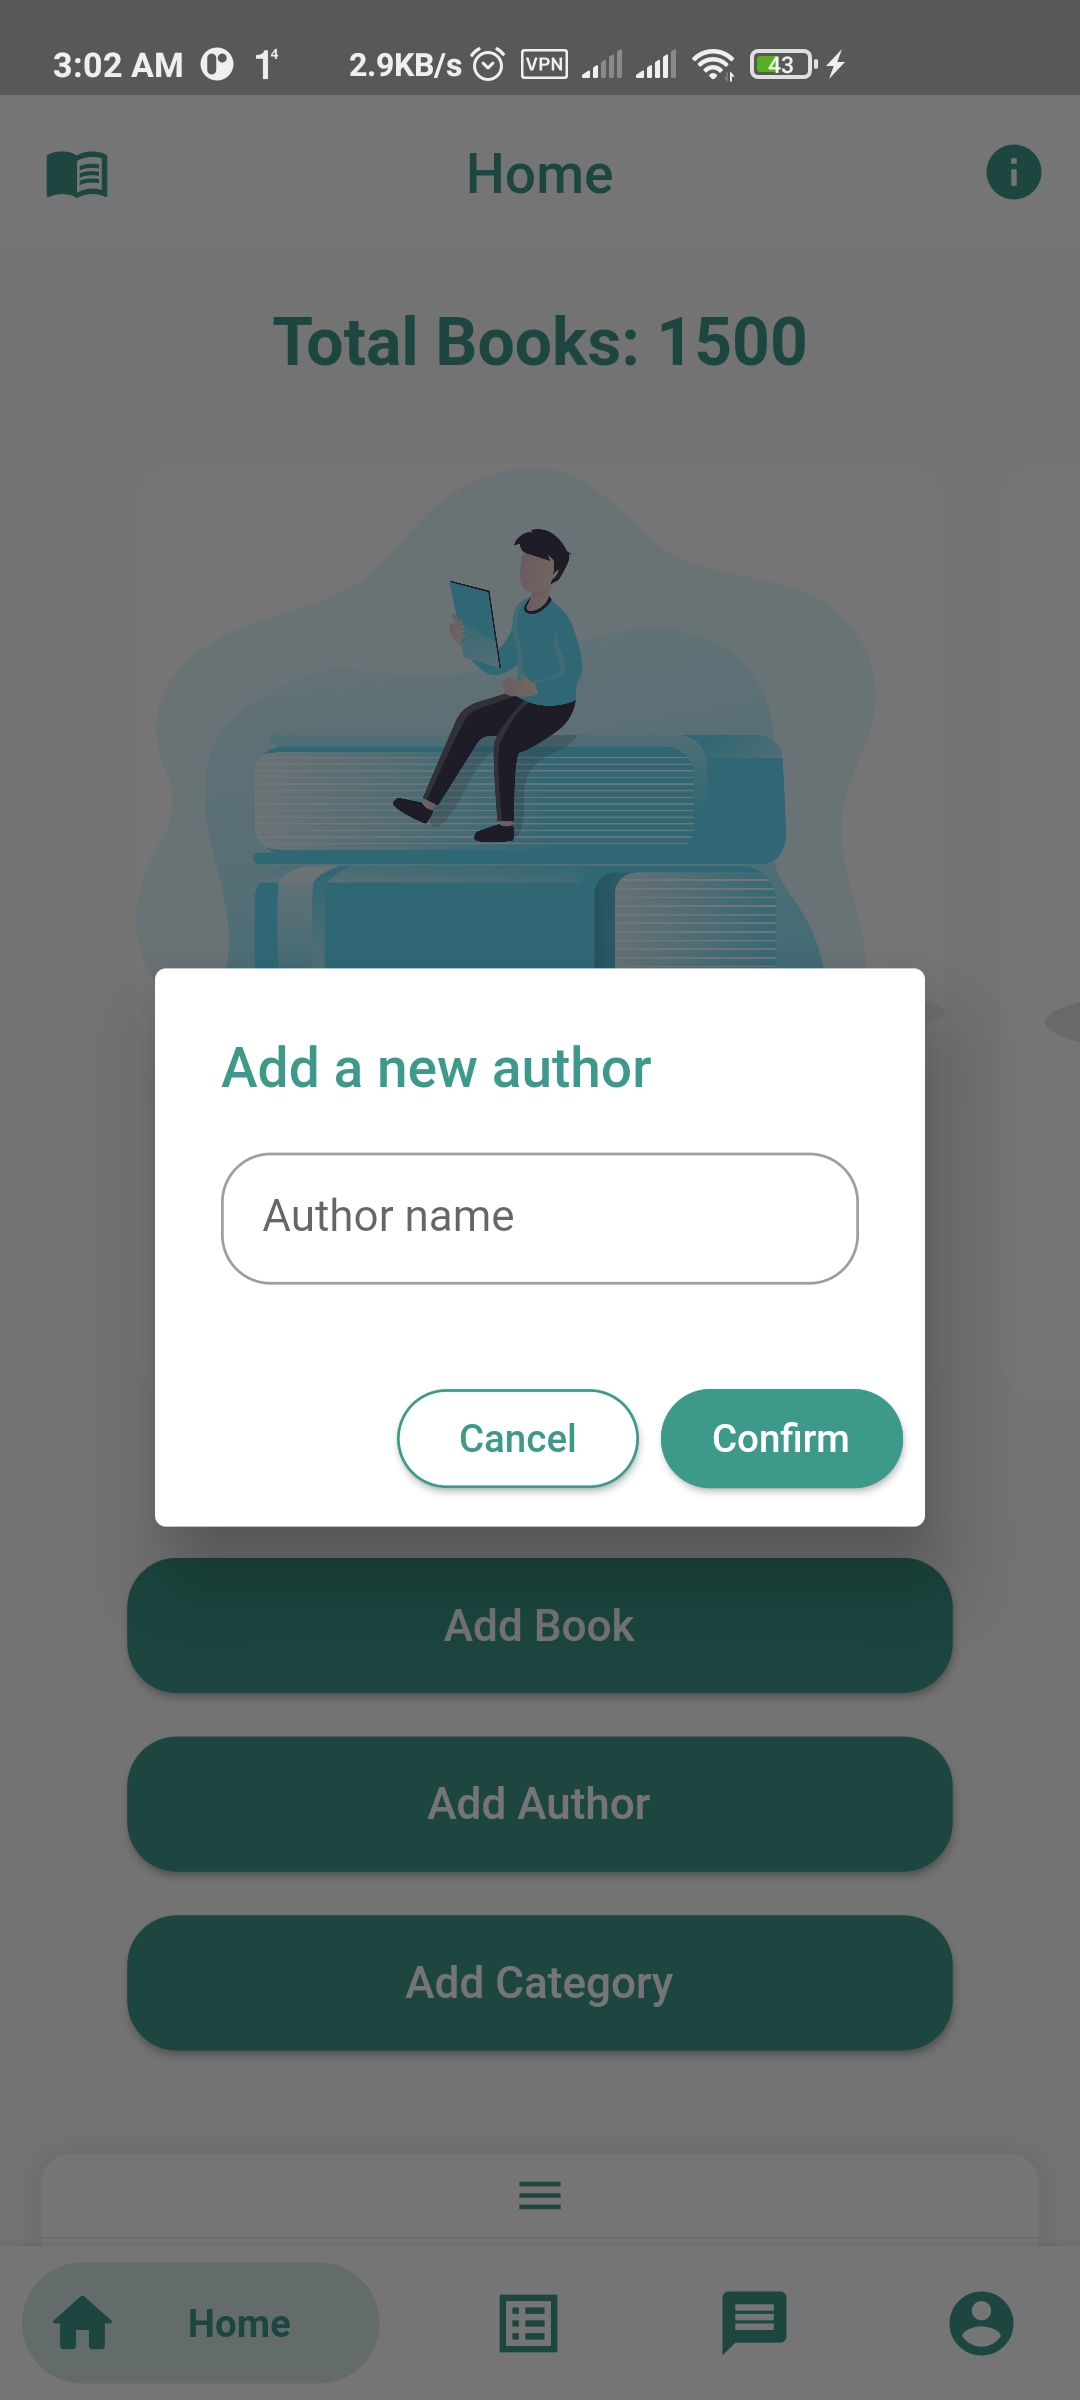 3:02 AM 1⁴ 2.9KB/s VPN 43
Home
Total Books: 1500
Add a new author
Author name
Cancel Confirm
Add Book
Add Author
Add Category
Home